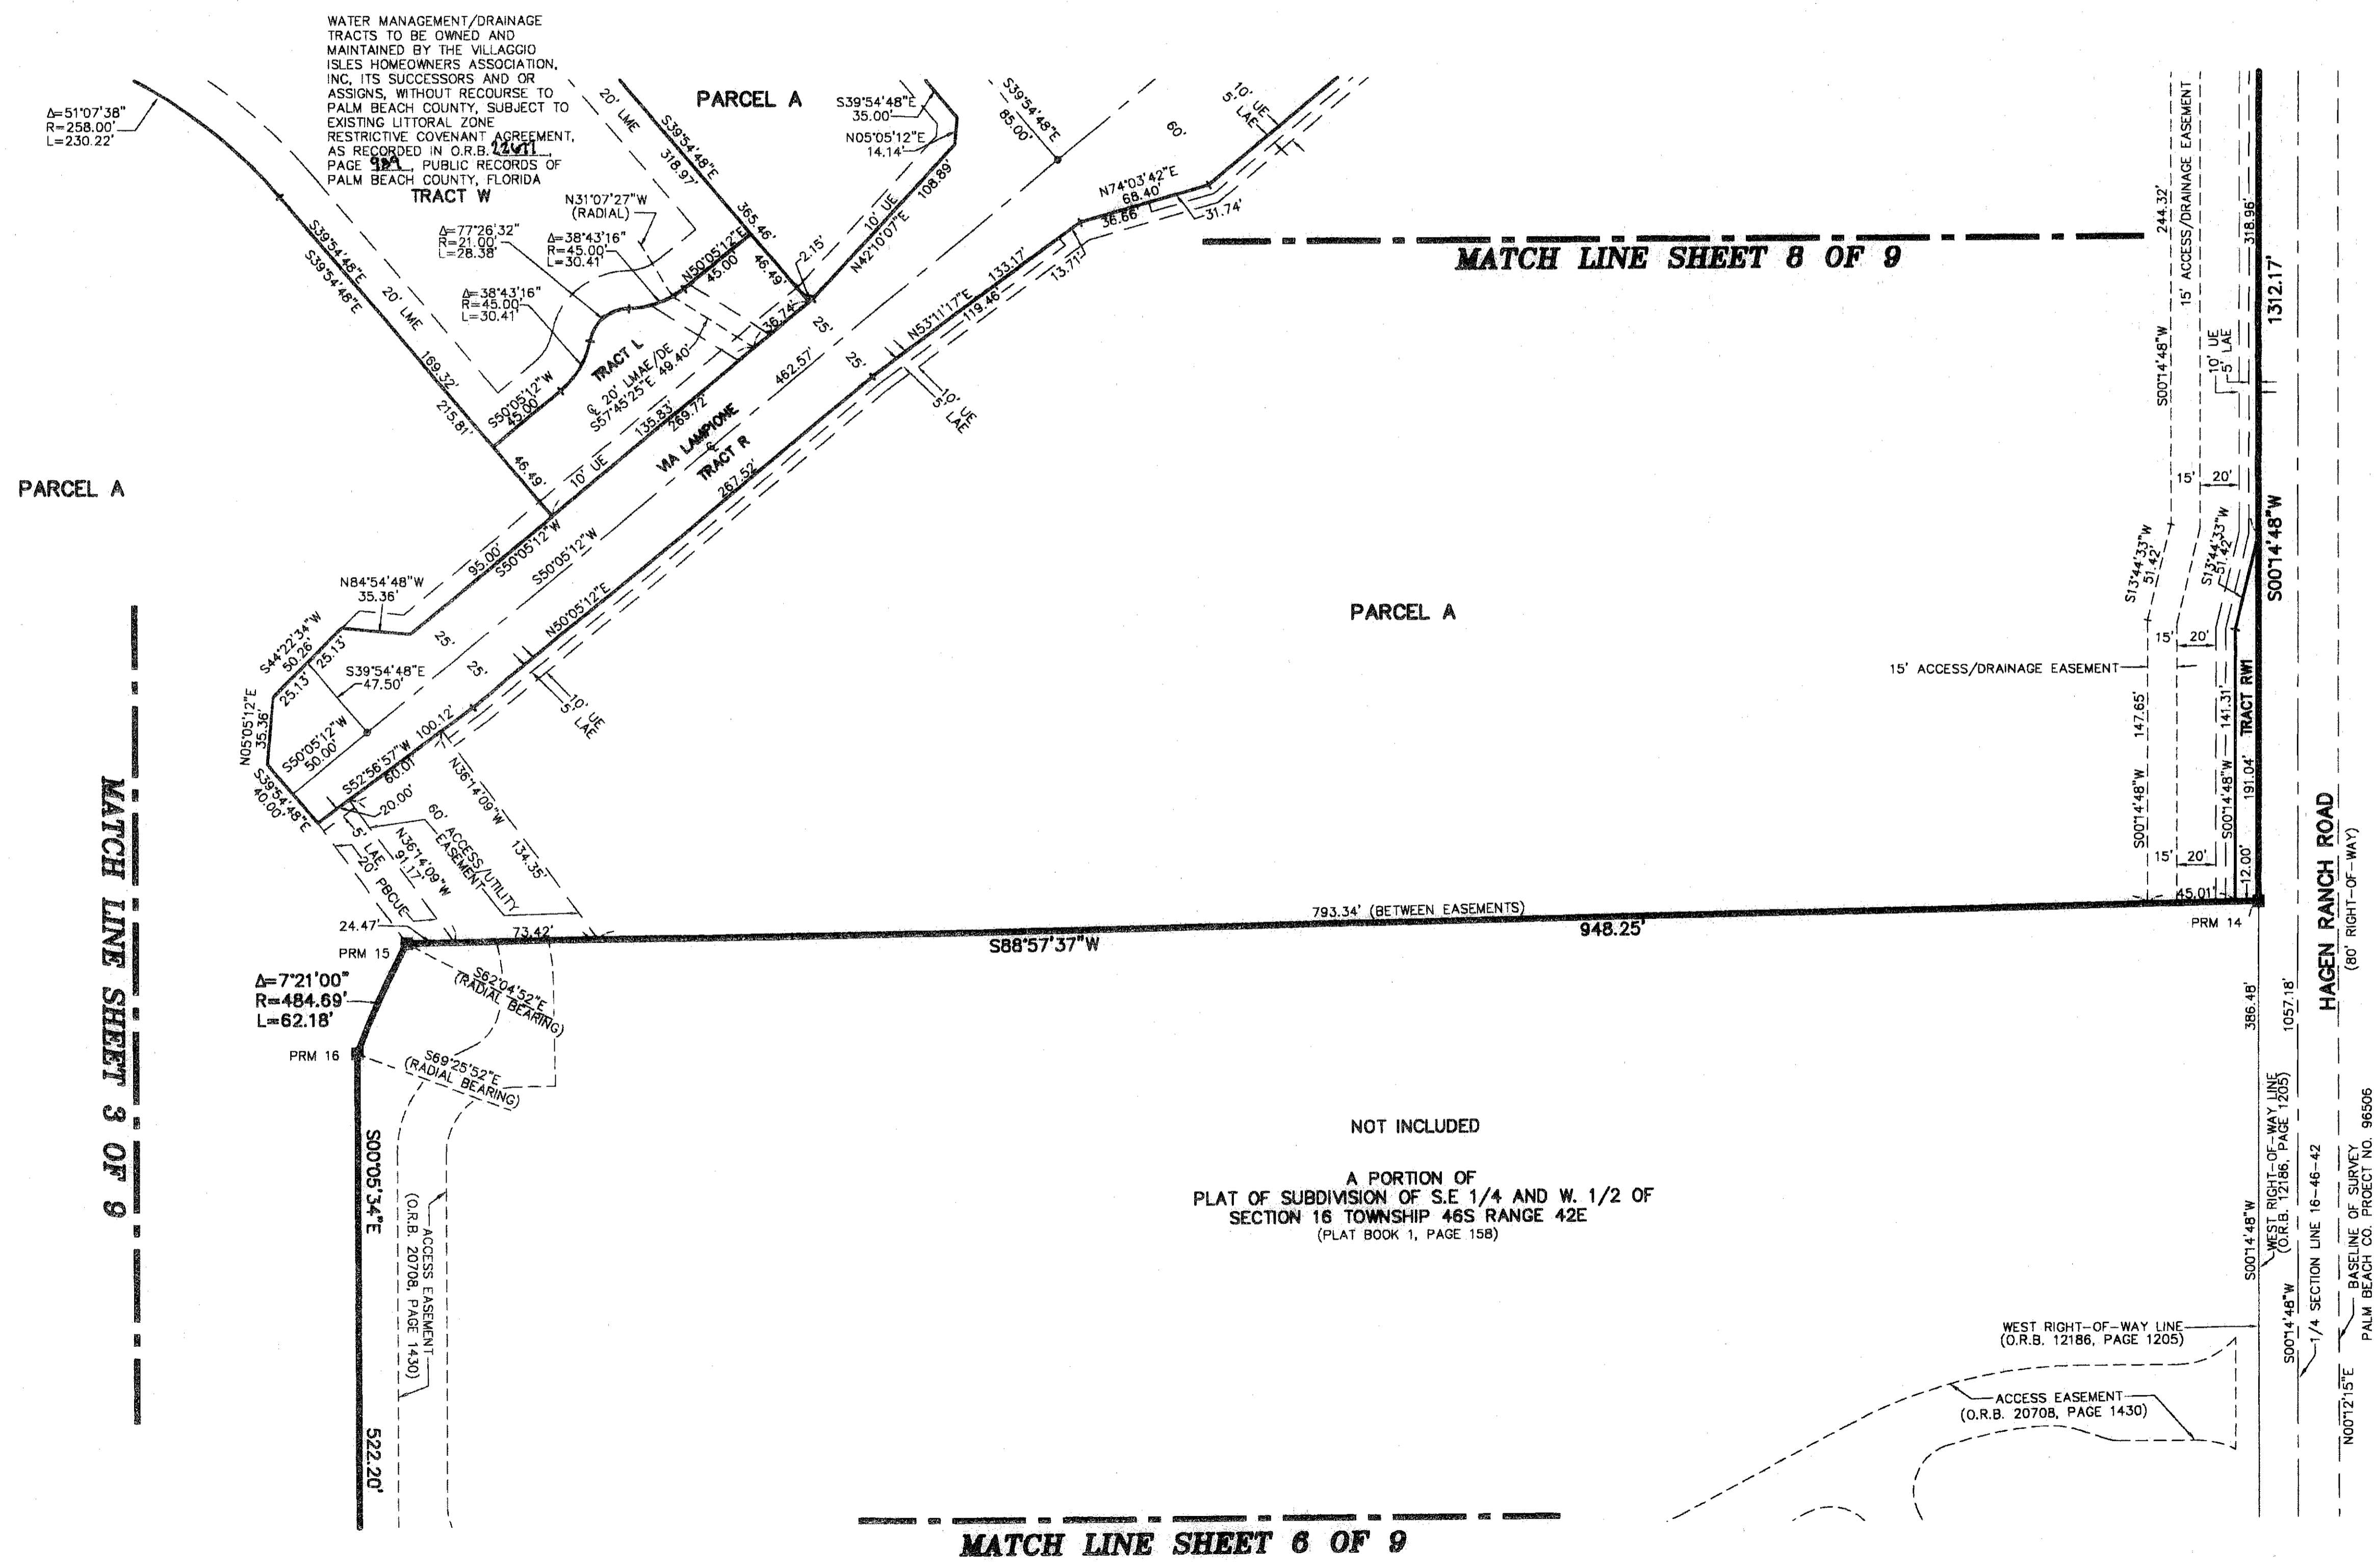 WATER MANAGEMENT/DRAINAGE
TRACTS TO BE OWNED AND
MAINTAINED BY THE VILLAGGIO
ISLES HOMEOWNERS ASSOCIATION,
INC, ITS SUCCESSORS AND OR
ASSIGNS, WITHOUT RECOURSE TO
PALM BEACH COUNTY, SUBJECT TO
EXISTING LITTORAL ZONE
RESTRICTIVE COVENANT AGREEMENT,
AS RECORDED IN O.R.B.
PAGE 989, PUBLIC RECORDS OF
PALM BEACH COUNTY, FLORIDA
TRACT W
Δ=51°07'38"
R=258.00'
L=230.22'
20' LME
S39°54'48"E
318.97'
365.46'
46.49'
PARCEL A
S39°54'48"E
35.00'
N05°05'12"E
14.14'
108.89'
10' UE
N42°10'07"E
2.15'
S39°54'48"E
85.00'
60'
10' UE
5' LAE
N74°03'42"E
68.40'
36.66'
31.74'
MATCH LINE SHEET 8 OF 9
N31°07'27"W
(RADIAL)
Δ=77°26'32"
R=21.00'
L=28.38'
Δ=38°43'16"
R=45.00'
L=30.41'
Δ=38°43'16"
R=45.00'
L=30.41'
N50°05'12"E
45.00'
S39°54'48"E
S39°54'48"E
20' LME
169.32'
215.81'
46.49'
S50°05'12"W
45.00'
TRACT L
℄ 20' LMAE/DE
S57°45'25"E 49.40'
36.74'
135.83'
269.72'
10' UE
25'
25'
462.57'
VIA LAMPIONE
℄
TRACT R
267.52'
N53°11'17"E
133.17'
119.46'
13.71'
10' UE
5' LAE
PARCEL A
95.00'
S50°05'12"W
S50°05'12"W
N50°05'12"E
N84°54'48"W
35.36'
S44°22'34"W
50.26'
25.13'
25.13'
25'
25'
S39°54'48"E
47.50'
N05°05'12"E
35.36'
S50°05'12"W
50.00'
S39°54'48"E
40.00'
S52°56'57"W
100.12'
60.01'
20.00'
10' UE
5' LAE
5' LAE
20' PBCUE
N36°14'09"W
91.17'
60' ACCESS/UTILITY
EASEMENT
N36°14'09"W
134.35'
24.47'
73.42'
PRM 15
793.34' (BETWEEN EASEMENTS)
S88°57'37"W
948.25'
PARCEL A
244.32'
15' ACCESS/DRAINAGE EASEMENT
318.96'
1312.17'
S00°14'48"W
10' UE
5' LAE
15'
20'
S00°14'48"W
S13°44'33"W
51.42'
S13°44'33"W
51.42'
15'
20'
15' ACCESS/DRAINAGE EASEMENT
147.65'
S00°14'48"W
141.31'
S00°14'48"W
TRACT RW1
191.04'
15'
20'
12.00'
45.01'
PRM 14
HAGEN RANCH ROAD
(80' RIGHT-OF-WAY)
386.48'
1057.18'
WEST RIGHT-OF-WAY LINE
(O.R.B. 12186, PAGE 1205)
S00°14'48"W
S00°14'48"W
1/4 SECTION LINE 16-46-42
N00°12'15"E
BASELINE OF SURVEY
PALM BEACH CO. PROECT NO. 96506
MATCH LINE SHEET 3 OF 9
Δ=7°21'00"
R=484.69'
L=62.18'
S62°04'52"E
(RADIAL BEARING)
PRM 16
S69°25'52"E
(RADIAL BEARING)
S00°05'34"E
522.20'
ACCESS EASEMENT
(O.R.B. 20708, PAGE 1430)
NOT INCLUDED
A PORTION OF
PLAT OF SUBDIVISION OF S.E 1/4 AND W. 1/2 OF
SECTION 16 TOWNSHIP 46S RANGE 42E
(PLAT BOOK 1, PAGE 158)
WEST RIGHT-OF-WAY LINE
(O.R.B. 12186, PAGE 1205)
ACCESS EASEMENT
(O.R.B. 20708, PAGE 1430)
MATCH LINE SHEET 6 OF 9